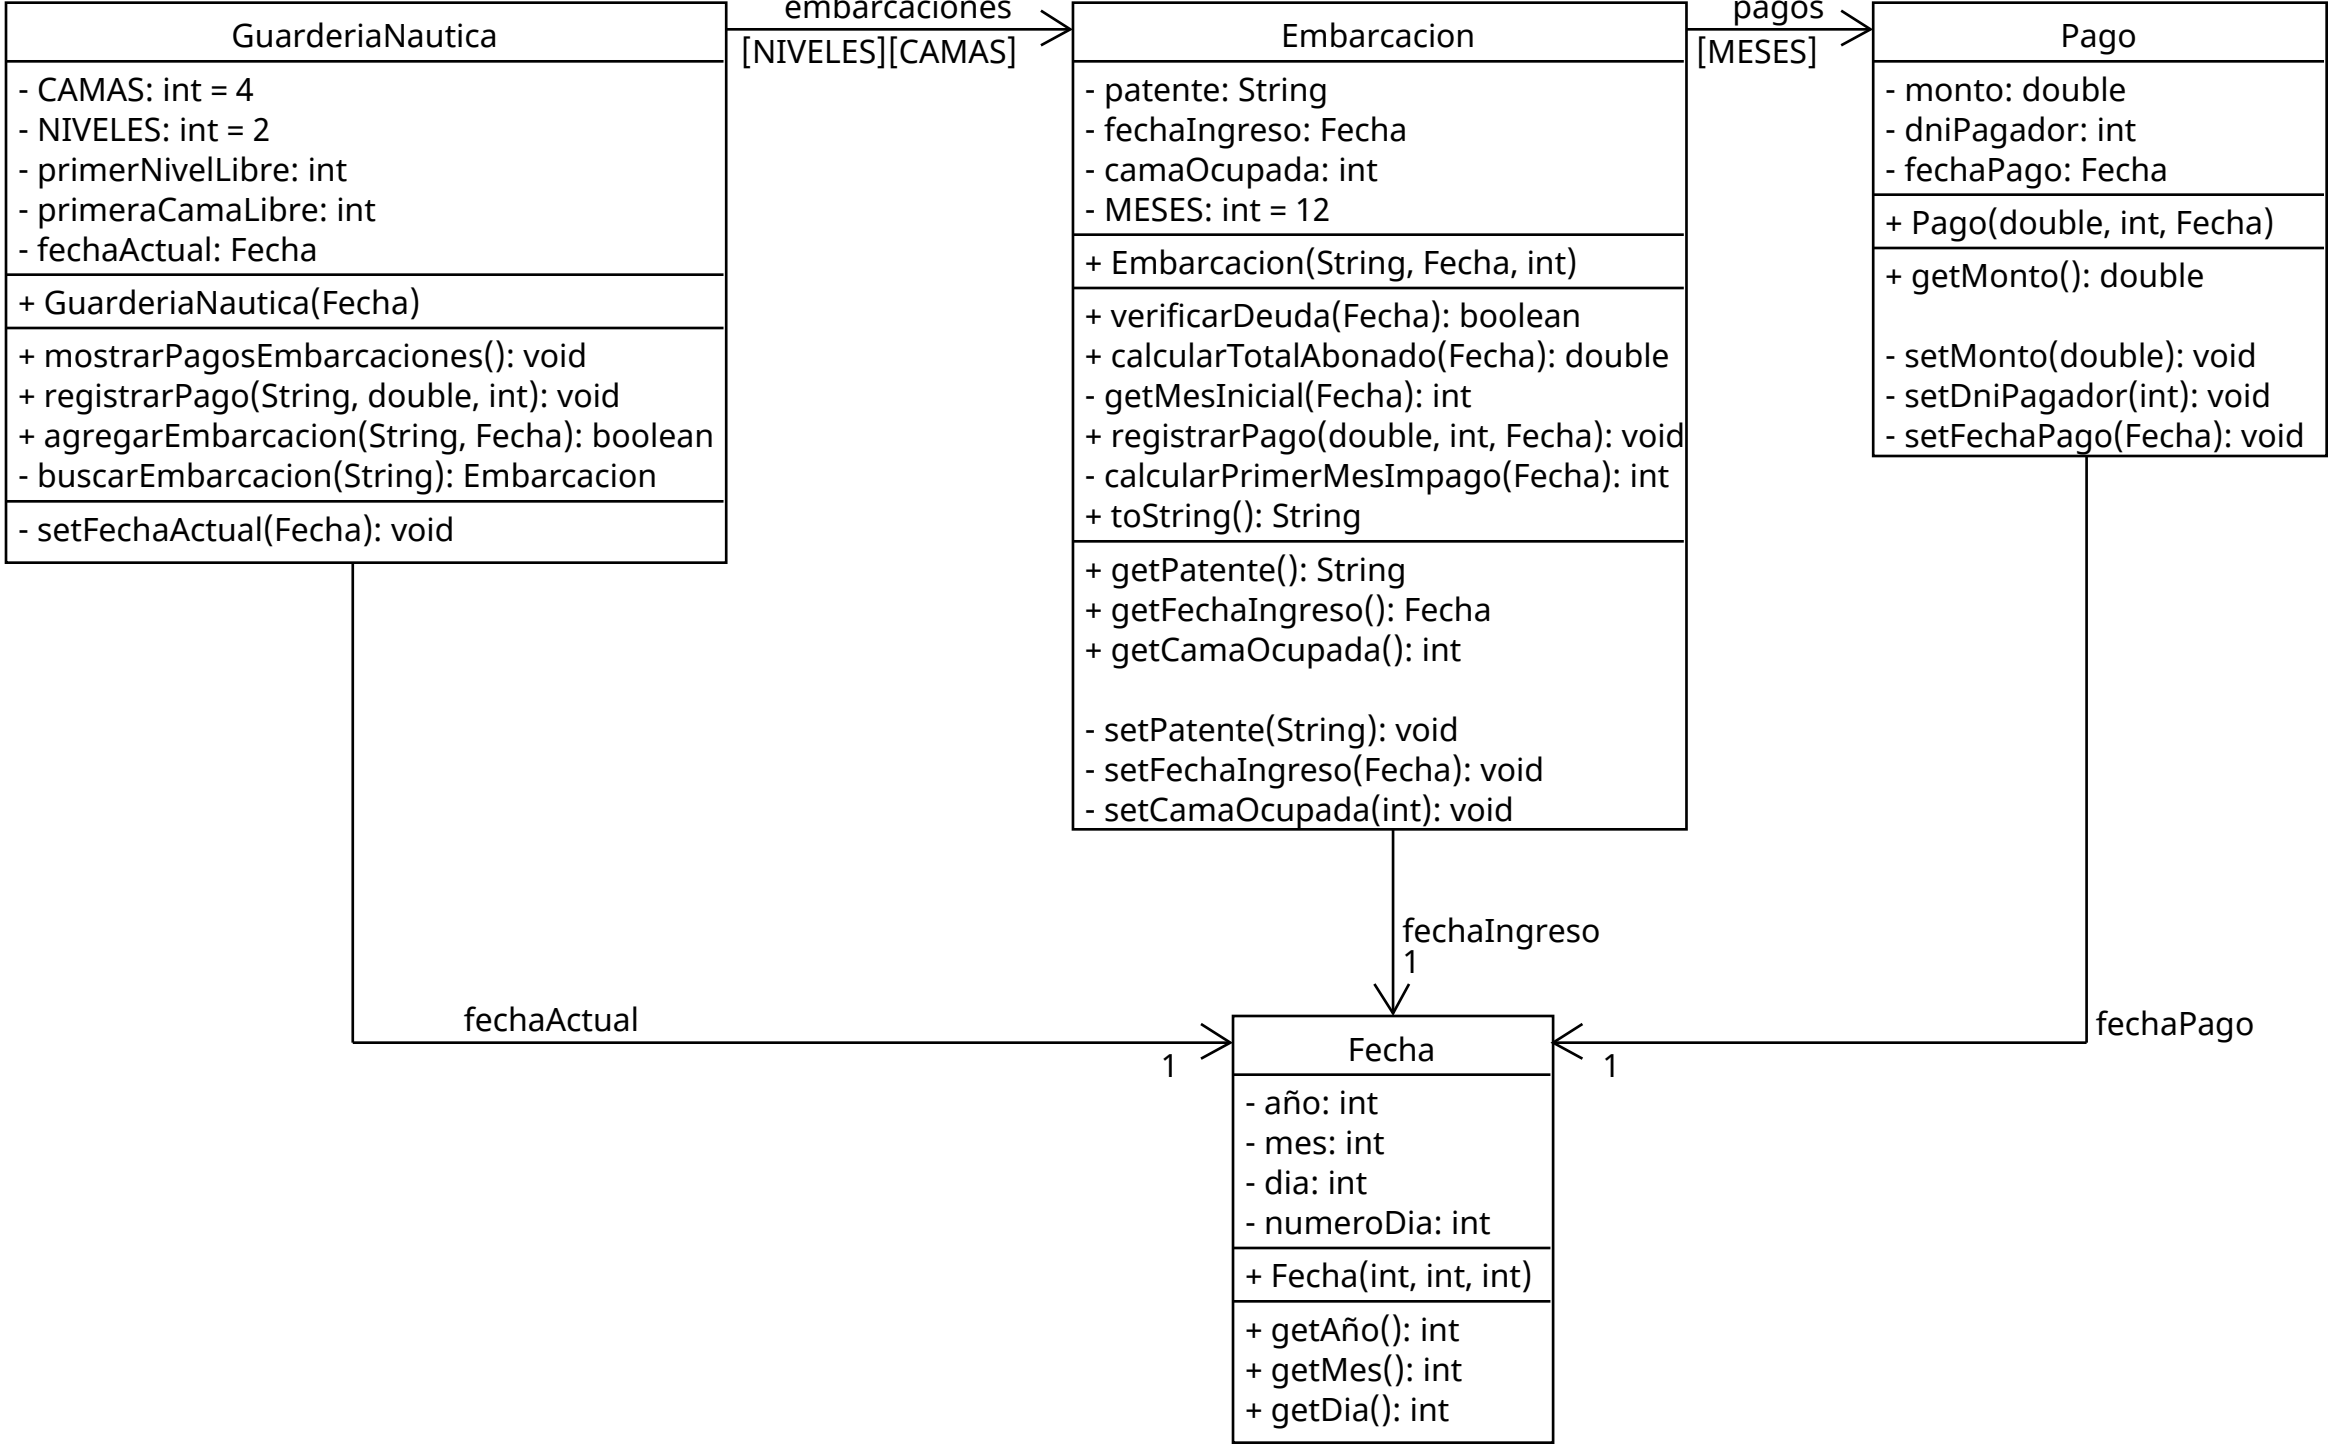 GuarderiaNautica
- CAMAS: int = 4
- NIVELES: int = 2
- primerNivelLibre: int
- primeraCamaLibre: int
- fechaActual: Fecha
+ GuarderiaNautica(Fecha)
+ mostrarPagosEmbarcaciones(): void
+ registrarPago(String, double, int): void
+ agregarEmbarcacion(String, Fecha): boolean
- buscarEmbarcacion(String): Embarcacion
- setFechaActual(Fecha): void
embarcaciones
[NIVELES][CAMAS]
Embarcacion
- patente: String
- fechaIngreso: Fecha
- camaOcupada: int
- MESES: int = 12
+ Embarcacion(String, Fecha, int)
+ verificarDeuda(Fecha): boolean
+ calcularTotalAbonado(Fecha): double
- getMesInicial(Fecha): int
+ registrarPago(double, int, Fecha): void
- calcularPrimerMesImpago(Fecha): int
+ toString(): String
+ getPatente(): String
+ getFechaIngreso(): Fecha
+ getCamaOcupada(): int
- setPatente(String): void
- setFechaIngreso(Fecha): void
- setCamaOcupada(int): void
pagos
[MESES]
Pago
- monto: double
- dniPagador: int
- fechaPago: Fecha
+ Pago(double, int, Fecha)
+ getMonto(): double
- setMonto(double): void
- setDniPagador(int): void
- setFechaPago(Fecha): void
fechaIngreso
1
fechaActual
1
fechaPago
1
Fecha
- año: int
- mes: int
- dia: int
- numeroDia: int
+ Fecha(int, int, int)
+ getAño(): int
+ getMes(): int
+ getDia(): int